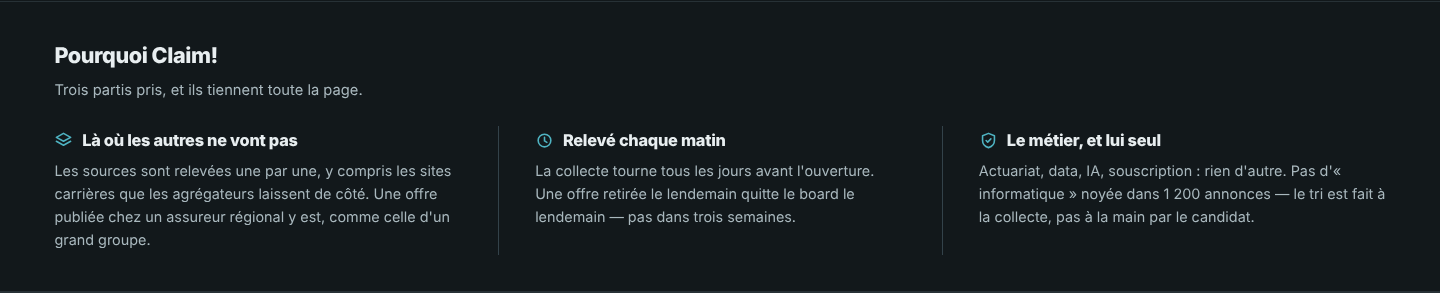 Pourquoi Claim!
Trois partis pris, et ils tiennent toute la page.
Là où les autres ne vont pas
Les sources sont relevées une par une, y compris les sites
carrières que les agrégateurs laissent de côté. Une offre
publiée chez un assureur régional y est, comme celle d'un
grand groupe.
Relevé chaque matin
La collecte tourne tous les jours avant l'ouverture.
Une offre retirée le lendemain quitte le board le
lendemain — pas dans trois semaines.
Le métier, et lui seul
Actuariat, data, IA, souscription : rien d'autre. Pas d'«
informatique » noyée dans 1 200 annonces — le tri est fait à
la collecte, pas à la main par le candidat.